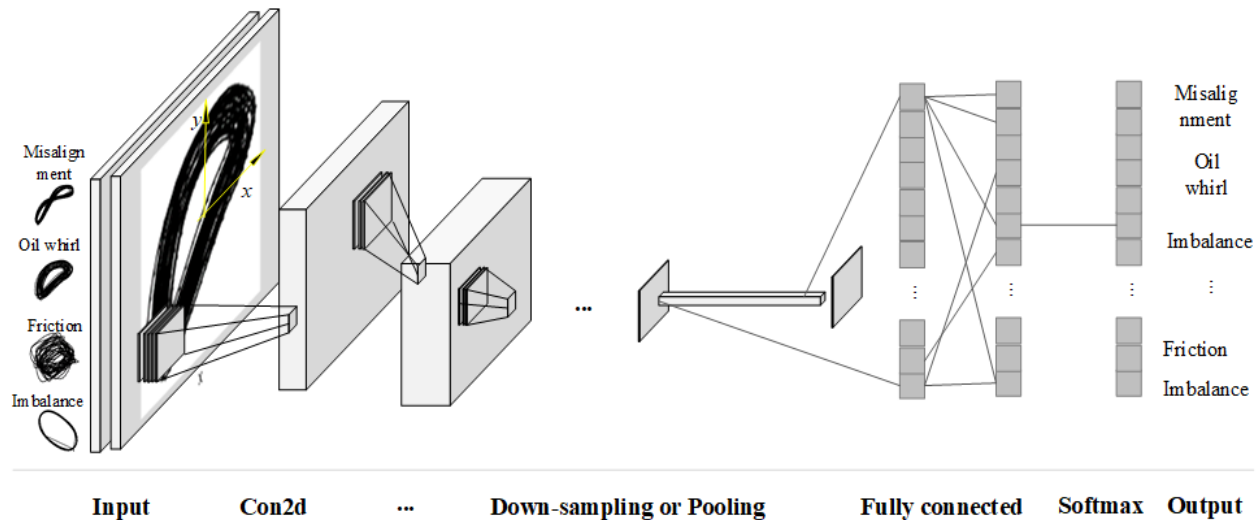 Misalign
ment
Oil whirl
Friction
Imbalance
y
x
...
Misalig
nment
Oil
whirl
Imbalance
⋮ ⋮ ⋮ ⋮
Friction
Imbalance
Input Con2d ... Down-sampling or Pooling Fully connected Softmax Output